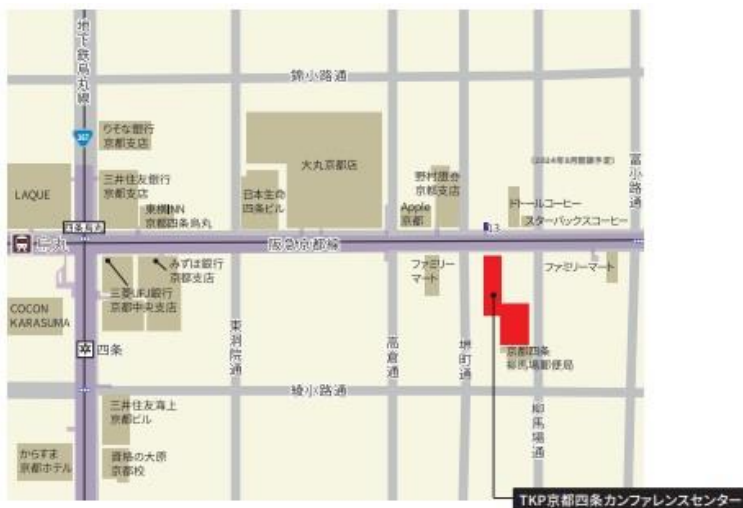 地下鉄烏丸線
錦小路通
367
りそな銀行
京都支店
大丸京都店
富小路通
LAQUE
三井住友銀行
京都支店
東横INN
京都四条烏丸
日本生命
四条ビル
野村證券
京都支店
Apple
京都
ドトールコーヒー
スターバックスコーヒー
四条烏丸
13
烏丸
阪急京都線
みずほ銀行
京都支店
三菱UFJ銀行
京都中央支店
ファミリー
マート
ファミリーマート
COCON
KARASUMA
四条
東洞院通
高倉通
堺町通
京都四条
柳馬場郵便局
綾小路通
柳馬場通
三井住友海上
京都ビル
からすま
京都ホテル
資格の大原
京都校
TKP京都四条カンファレンスセンター